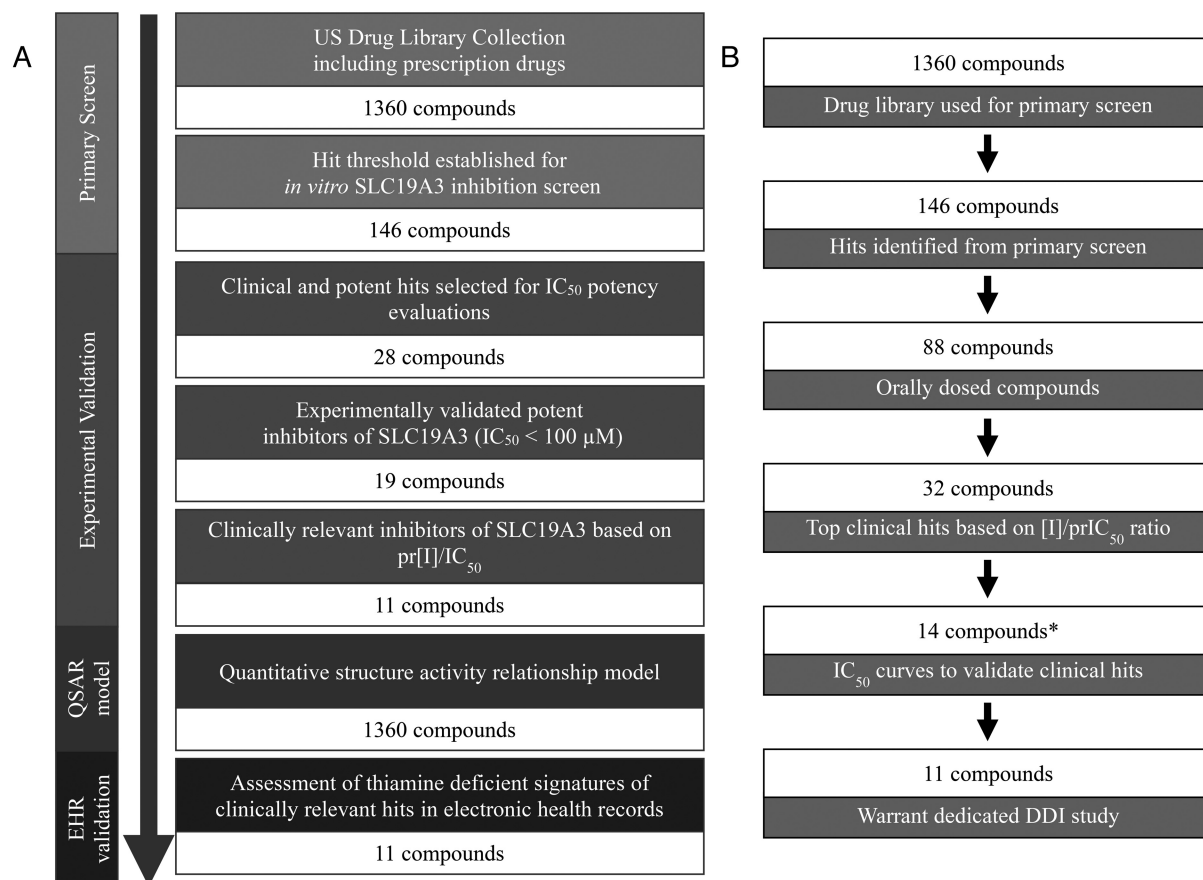 A
Primary Screen
US Drug Library Collection
including prescription drugs
1360 compounds
Hit threshold established for
in vitro SLC19A3 inhibition screen
146 compounds
Experimental Validation
Clinical and potent hits selected for IC50 potency
evaluations
28 compounds
Experimentally validated potent
inhibitors of SLC19A3 (IC50 < 100 µM)
19 compounds
Clinically relevant inhibitors of SLC19A3 based on
pr[I]/IC50
11 compounds
QSAR
model
Quantitative structure activity relationship model
1360 compounds
EHR
validation
Assessment of thiamine deficient signatures of
clinically relevant hits in electronic health records
11 compounds
B
1360 compounds
Drug library used for primary screen
146 compounds
Hits identified from primary screen
88 compounds
Orally dosed compounds
32 compounds
Top clinical hits based on [I]/prIC50 ratio
14 compounds*
IC50 curves to validate clinical hits
11 compounds
Warrant dedicated DDI study